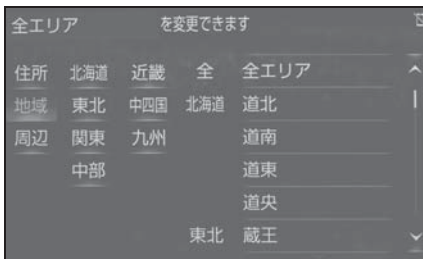 全エリア を変更できます
住所 北海道 近畿 全 全エリア
地域 東北 中四国 北海道 道北
周辺 関東 九州 道南
中部 道東
道央
東北 蔵王